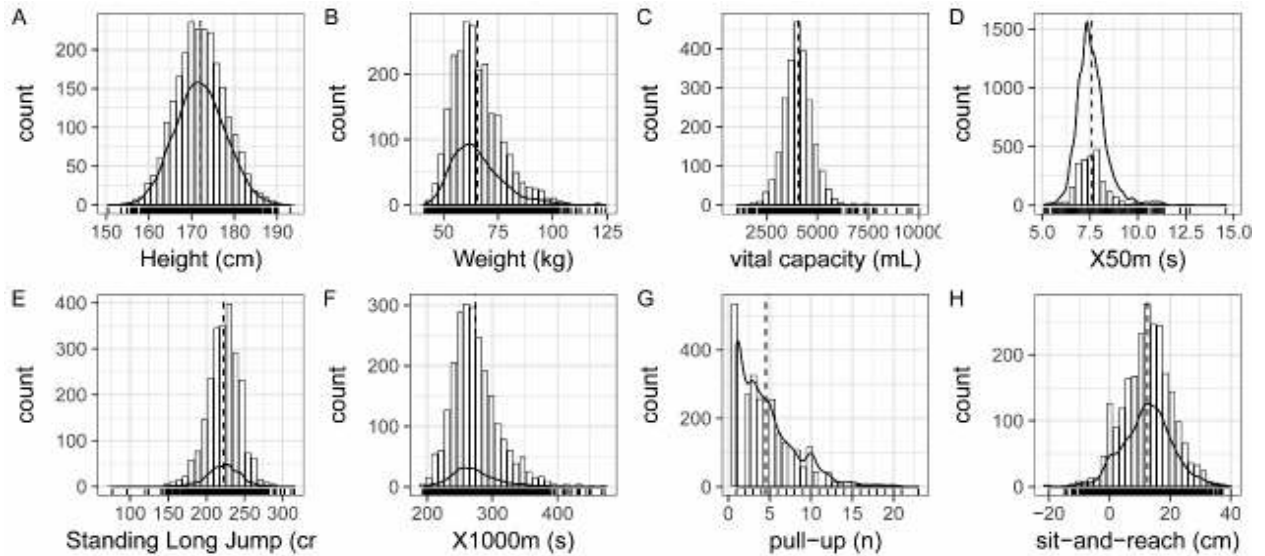 A
count
200
150
100
50
0
150 160 170 180 190
Height (cm)
B
count
200
100
0
50 75 100 125
Weight (kg)
C
count
400
300
200
100
0
2500 5000 7500 10000
vital capacity (mL)
D
count
1500
1000
500
0
5.0 7.5 10.0 12.5 15.0
X50m (s)
E
count
400
300
200
100
0
100 150 200 250 300
Standing Long Jump (cr
F
count
300
200
100
0
200 300 400
X1000m (s)
G
count
400
200
0
0 5 10 15 20
pull−up (n)
H
count
200
100
0
−20 0 20 40
sit−and−reach (cm)